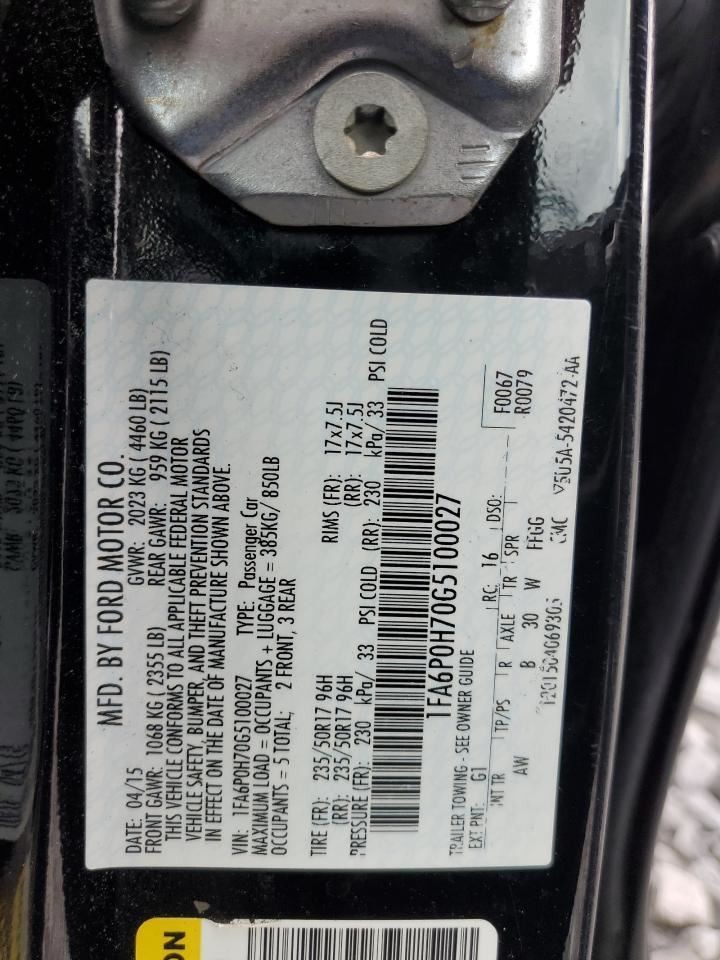 MFD. BY FORD MOTOR CO.
DATE: 04/15 GVWR: 2023 KG ( 4460 LB)
FRONT GAWR: 1068 KG ( 2355 LB) REAR GAWR: 959 KG ( 2115 LB)
THIS VEHICLE CONFORMS TO ALL APPLICABLE FEDERAL MOTOR
VEHICLE SAFETY, BUMPER, AND THEFT PREVENTION STANDARDS
IN EFFECT ON THE DATE OF MANUFACTURE SHOWN ABOVE.
VIN: 1FA6P0H70G5100027 TYPE: Passenger Car
MAXIMUM LOAD = OCCUPANTS + LUGGAGE = 385KG/ 850LB
OCCUPANTS = 5 TOTAL; 2 FRONT, 3 REAR
TIRE (FR): 235/50R17 96H RIMS (FR): 17x7.5J
(RR): 235/50R17 96H (RR): 17x7.5J
PRESSURE (FR): 230 kPa/ 33 PSI COLD (RR): 230 kPa/ 33 PSI COLD
1FA6P0H70G5100027
TRAILER TOWING - SEE OWNER GUIDE
F0067
EXT PNT: G1 RC: 16 DSO: R0079
INT TR TP/PS R AXLE TR SPR
AW B 30 W FFGG
CMC 5U5A-5420472-AA
ON